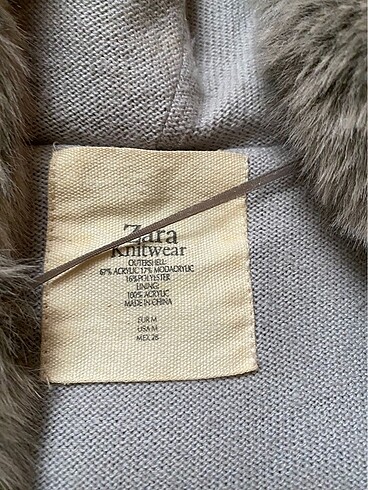 Zara
Knitwear
OUTERSHELL:
67% ACRYLIC 17% MODACRYLIC
16% POLYESTER
LINING:
100% ACRYLIC
MADE IN CHINA
EUR M
USA M
MEX 28